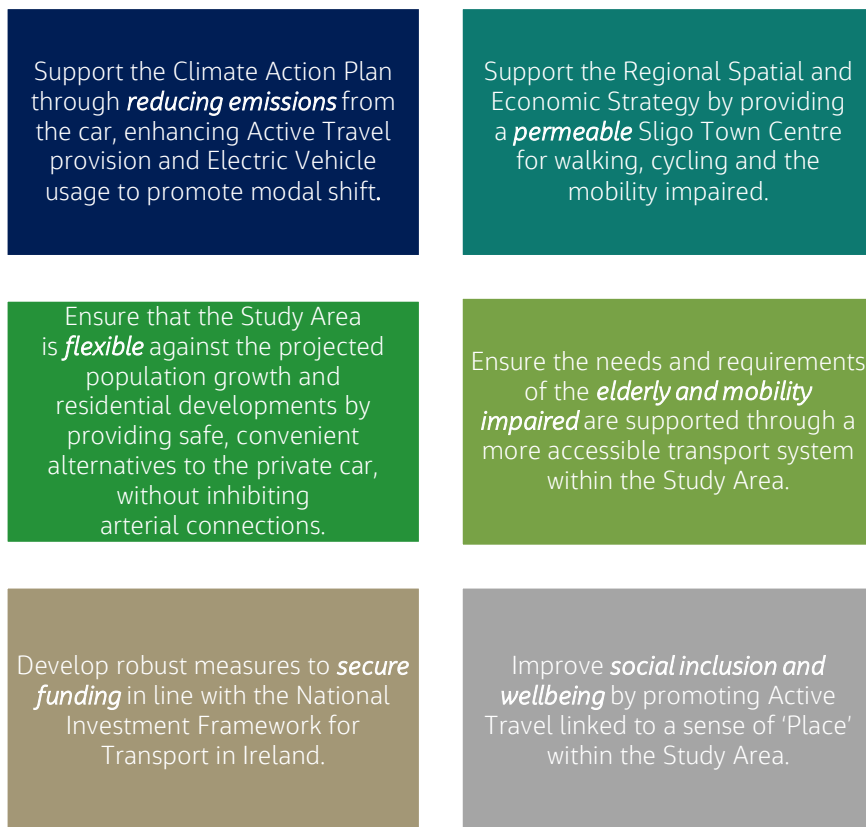 Support the Climate Action Plan
through reducing emissions from
the car, enhancing Active Travel
provision and Electric Vehicle
usage to promote modal shift.
Support the Regional Spatial and
Economic Strategy by providing
a permeable Sligo Town Centre
for walking, cycling and the
mobility impaired.
Ensure that the Study Area
is flexible against the projected
population growth and
residential developments by
providing safe, convenient
alternatives to the private car,
without inhibiting
arterial connections.
Ensure the needs and requirements
of the elderly and mobility
impaired are supported through a
more accessible transport system
within the Study Area.
Develop robust measures to secure
funding in line with the National
Investment Framework for
Transport in Ireland.
Improve social inclusion and
wellbeing by promoting Active
Travel linked to a sense of ‘Place’
within the Study Area.